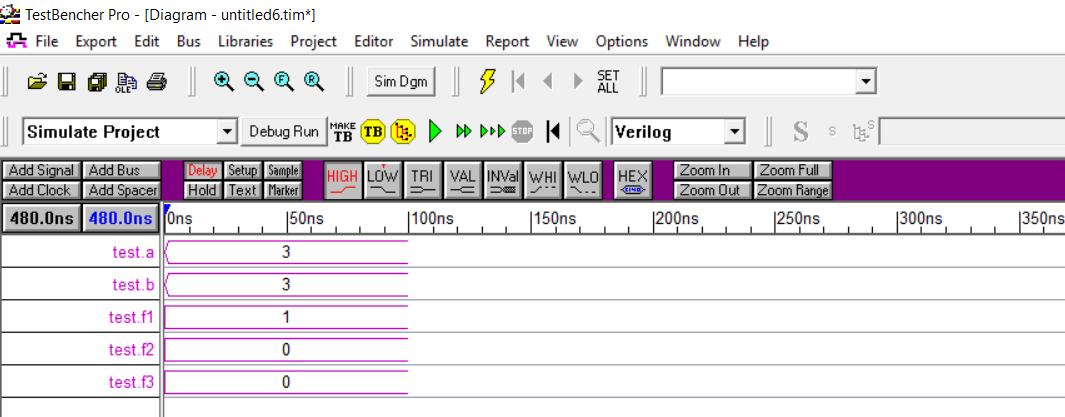 TestBencher Pro - [Diagram - untitled6.tim*]
File Export Edit Bus Libraries Project Editor Simulate Report View Options Window Help
OLE F R Sim Dgm SET ALL
Simulate Project Debug Run MAKE TB TB STOP Verilog S s S
Add Signal Add Bus Delay Setup Sample HIGH LOW TRI VAL INVal WHI WLO HEX Zoom In Zoom Full
Add Clock Add Spacer Hold Text Marker Zoom Out Zoom Range
480.0ns 480.0ns 0ns 50ns 100ns 150ns 200ns 250ns 300ns 350ns
test.a 3
test.b 3
test.f1 1
test.f2 0
test.f3 0